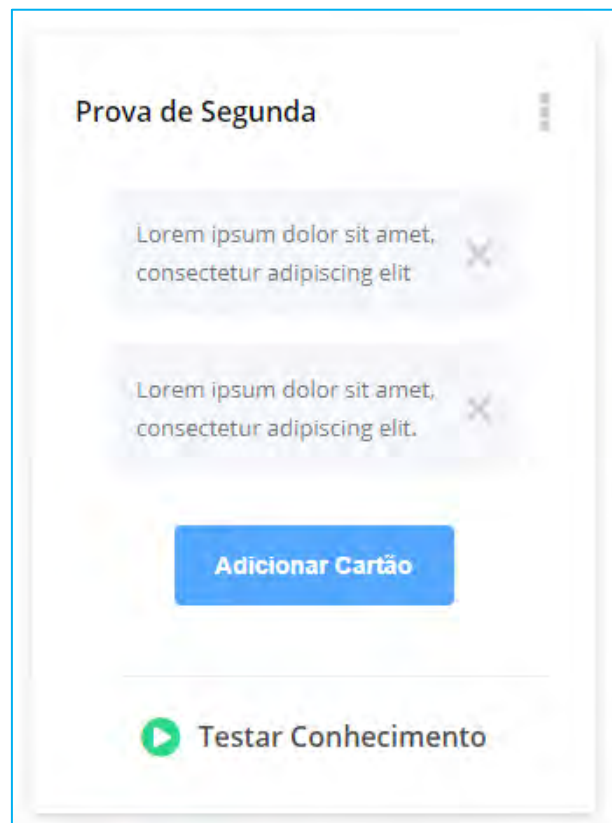 Prova de Segunda
Lorem ipsum dolor sit amet,
consectetur adipiscing elit
Lorem ipsum dolor sit amet,
consectetur adipiscing elit.
Adicionar Cartão
Testar Conhecimento